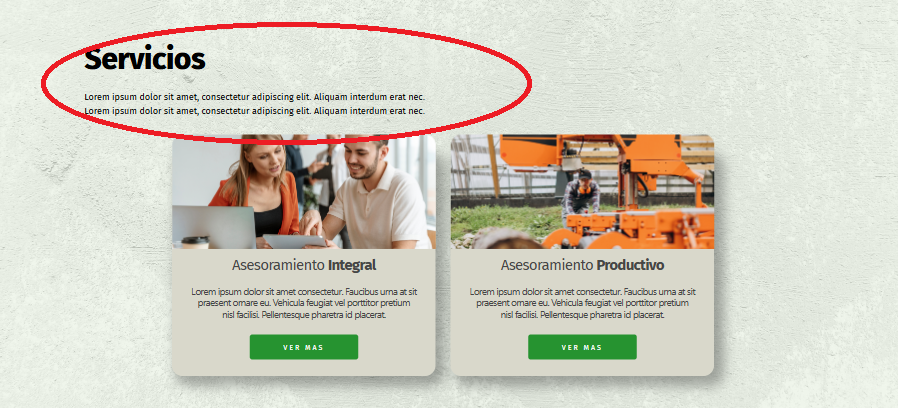 Servicios
Lorem ipsum dolor sit amet, consectetur adipiscing elit. Aliquam interdum erat nec.
Lorem ipsum dolor sit amet, consectetur adipiscing elit. Aliquam interdum erat nec.
Asesoramiento Integral
Lorem ipsum dolor sit amet consectetur. Faucibus urna at sit
praesent ornare eu. Vehicula feugiat vel porttitor pretium
nisl facilisi. Pellentesque pharetra id placerat.
VER MAS
Asesoramiento Productivo
Lorem ipsum dolor sit amet consectetur. Faucibus urna at sit
praesent ornare eu. Vehicula feugiat vel porttitor pretium
nisl facilisi. Pellentesque pharetra id placerat.
VER MAS